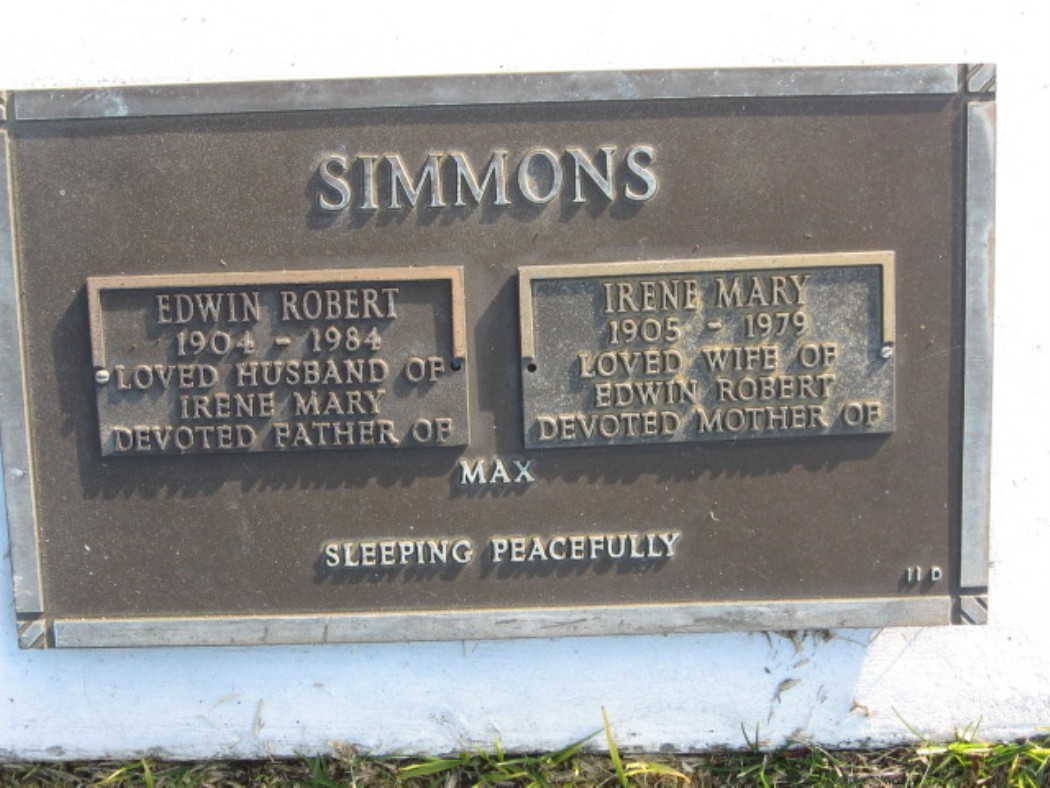 SIMMONS
EDWIN ROBERT
1904 - 1984
LOVED HUSBAND OF
IRENE MARY
DEVOTED FATHER OF
IRENE MARY
1905 - 1979
LOVED WIFE OF
EDWIN ROBERT
DEVOTED MOTHER OF
MAX
SLEEPING PEACEFULLY
11 D